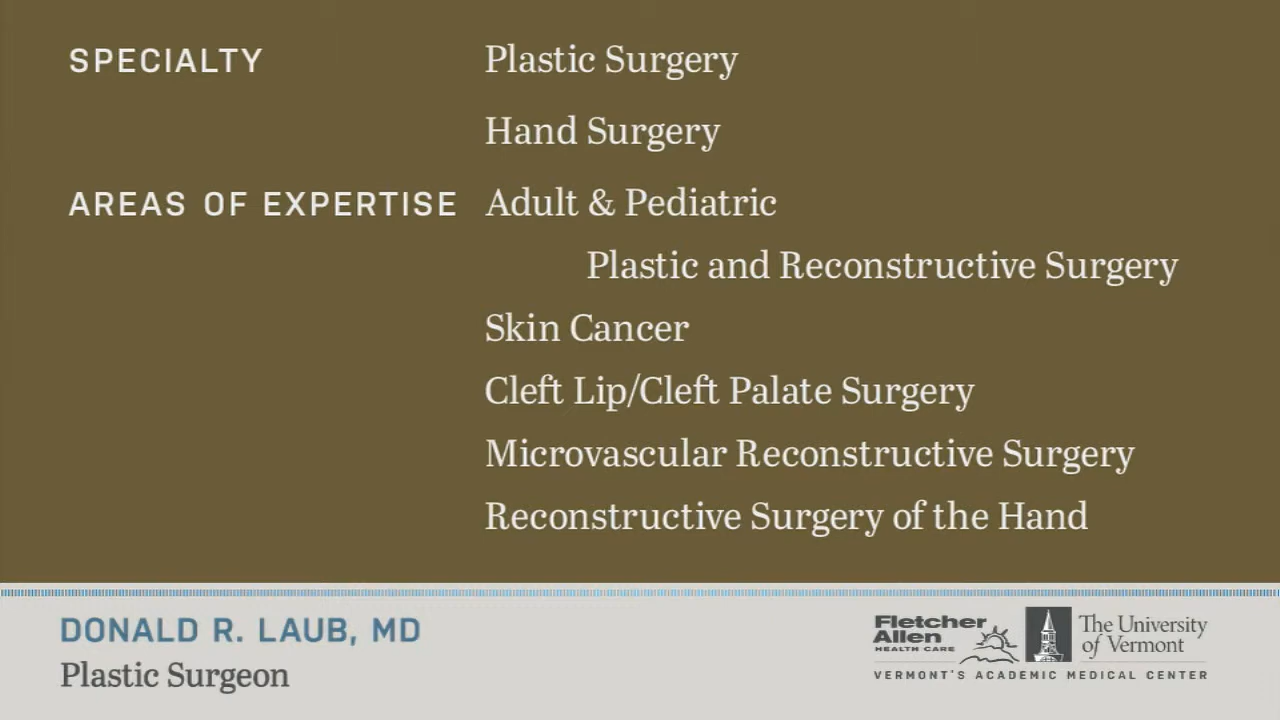 SPECIALTY Plastic Surgery
Hand Surgery
AREAS OF EXPERTISE Adult & Pediatric
Plastic and Reconstructive Surgery
Skin Cancer
Cleft Lip/Cleft Palate Surgery
Microvascular Reconstructive Surgery
Reconstructive Surgery of the Hand
DONALD R. LAUB, MD
Plastic Surgeon
Fletcher
Allen
HEALTH CARE
The University
of Vermont
VERMONT'S ACADEMIC MEDICAL CENTER